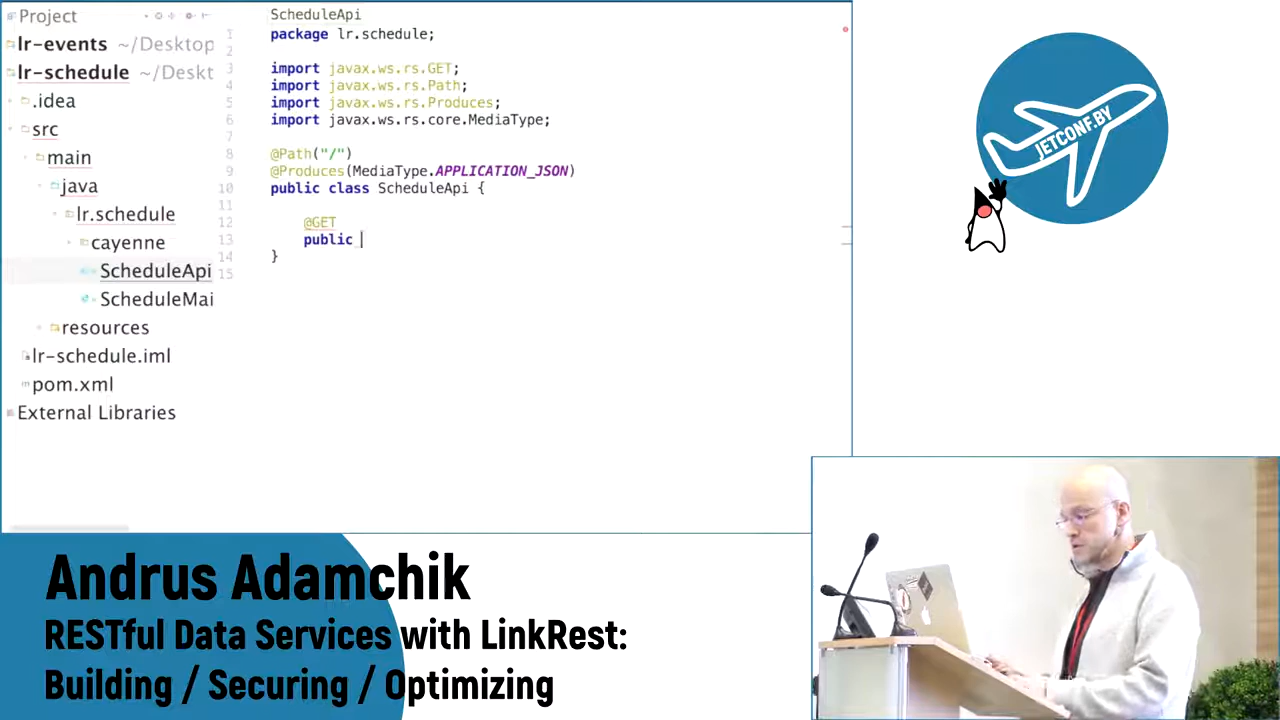 Project
lr-events ~/Desktop
lr-schedule ~/Deskt
.idea
src
main
java
lr.schedule
cayenne
ScheduleApi
ScheduleMai
resources
lr-schedule.iml
pom.xml
External Libraries
ScheduleApi
1 package lr.schedule;
2
3 import javax.ws.rs.GET;
4 import javax.ws.rs.Path;
5 import javax.ws.rs.Produces;
6 import javax.ws.rs.core.MediaType;
7
8 @Path("/")
9 @Produces(MediaType.APPLICATION_JSON)
10 public class ScheduleApi {
11
12 @GET
13 public
14 }
15
JETCONF.BY
Andrus Adamchik
RESTful Data Services with LinkRest:
Building / Securing / Optimizing